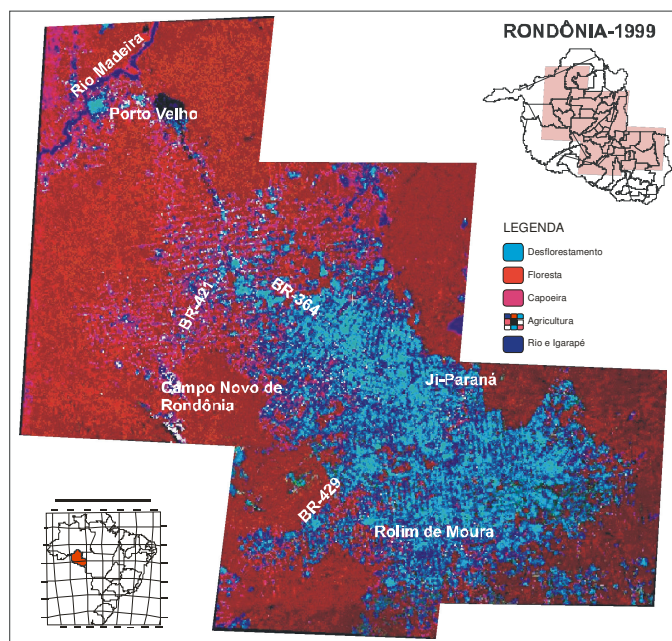 RONDÔNIA-1999
Rio Madeira
Porto Velho
LEGENDA
Desflorestamento
Floresta
Capoeira
Agricultura
Rio e Igarapé
BR-421
BR-364
Campo Novo de
Rondônia
Ji-Paraná
BR-429
Rolim de Moura